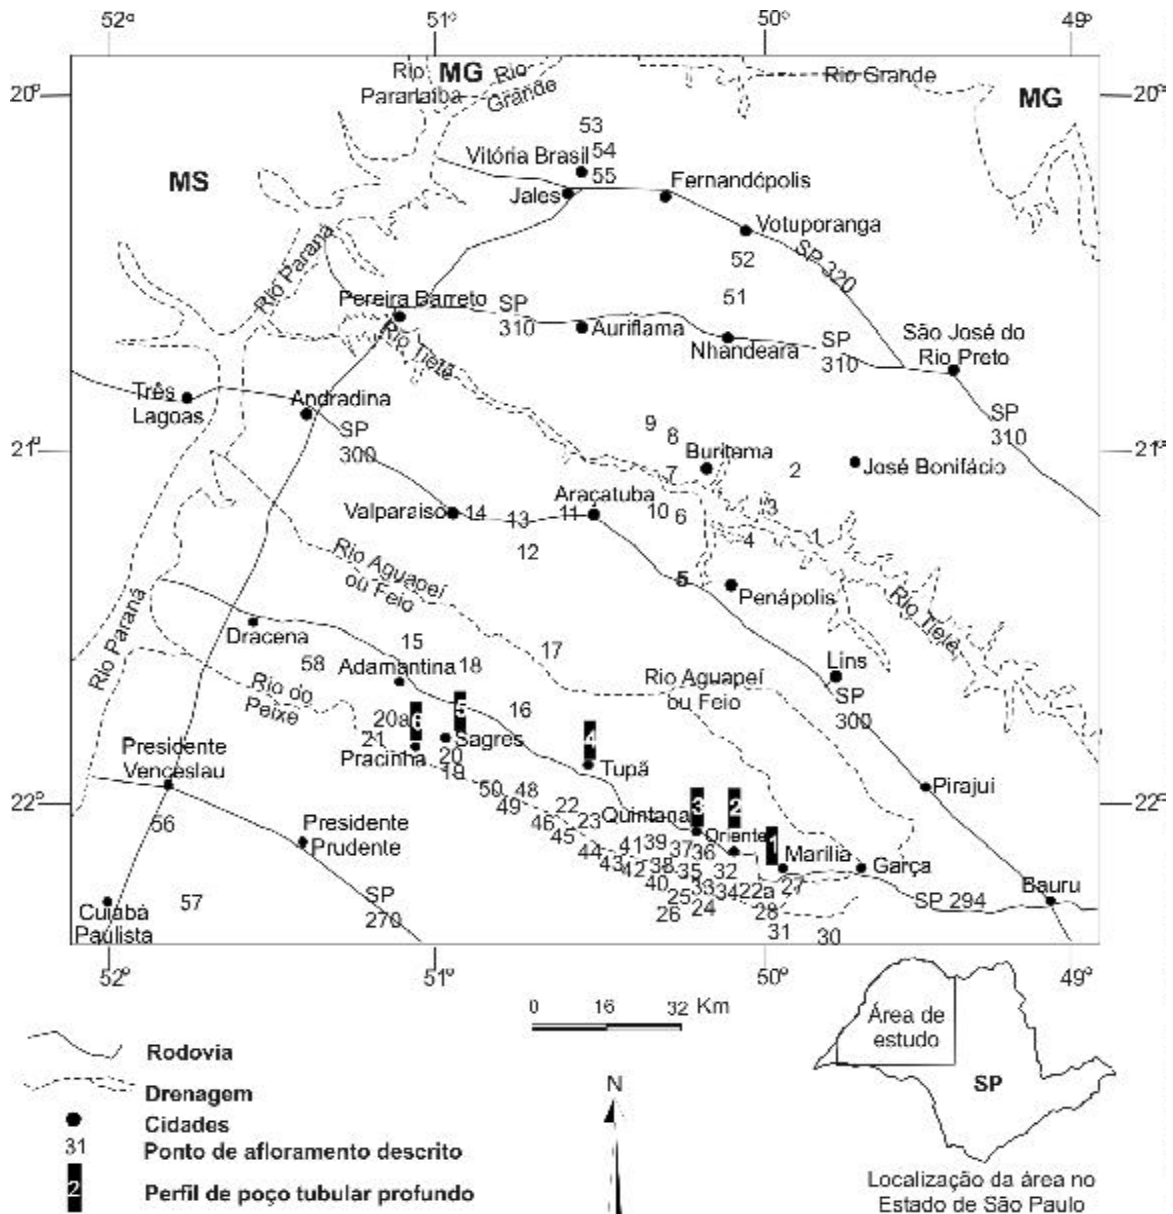 52º
51º
50º
49º
20º
20º
MG
MG
MS
Rio
Paranaíba
Rio
Grande
Rio Grande
53
Vitória Brasil
54
55
Jales
Fernandópolis
Votuporanga
52
SP 320
51
Rio Paraná
Pereira Barreto
SP
310
Auriflama
Nhandeara
SP
310
São José do
Rio Preto
Rio Tietê
Três
Lagoas
Andradina
SP
300
SP
310
21º
21º
9
8
Buritama
7
2
José Bonifácio
Araçatuba
Valparaiso
14
13
11
10
6
3
1
4
12
5
Penápolis
Rio Aguapeí
ou Feio
Rio Tietê
Rio Paraná
Dracena
15
17
58
Adamantina
18
Lins
Rio Aguapeí
ou Feio
SP
300
Rio do
Peixe
20a
6
5
16
21
Sagres
4
Pracinha
20
19
Tupã
Presidente
Venceslau
Pirajuí
22º
22º
50
48
49
22
Quintana
3
2
46
23
Oriente
1
45
56
Presidente
Prudente
44
41
39
37
36
Marília
Garça
43
42
38
35
32
40
33
34
22a
27
25
24
26
28
31
30
SP 294
Bauru
57
SP
270
Cuiabá
Paulista
52º
51º
50º
49º
0 16 32 Km
Área de
estudo
SP
N
Rodovia
Drenagem
Cidades
31 Ponto de afloramento descrito
2 Perfil de poço tubular profundo
Localização da área no
Estado de São Paulo